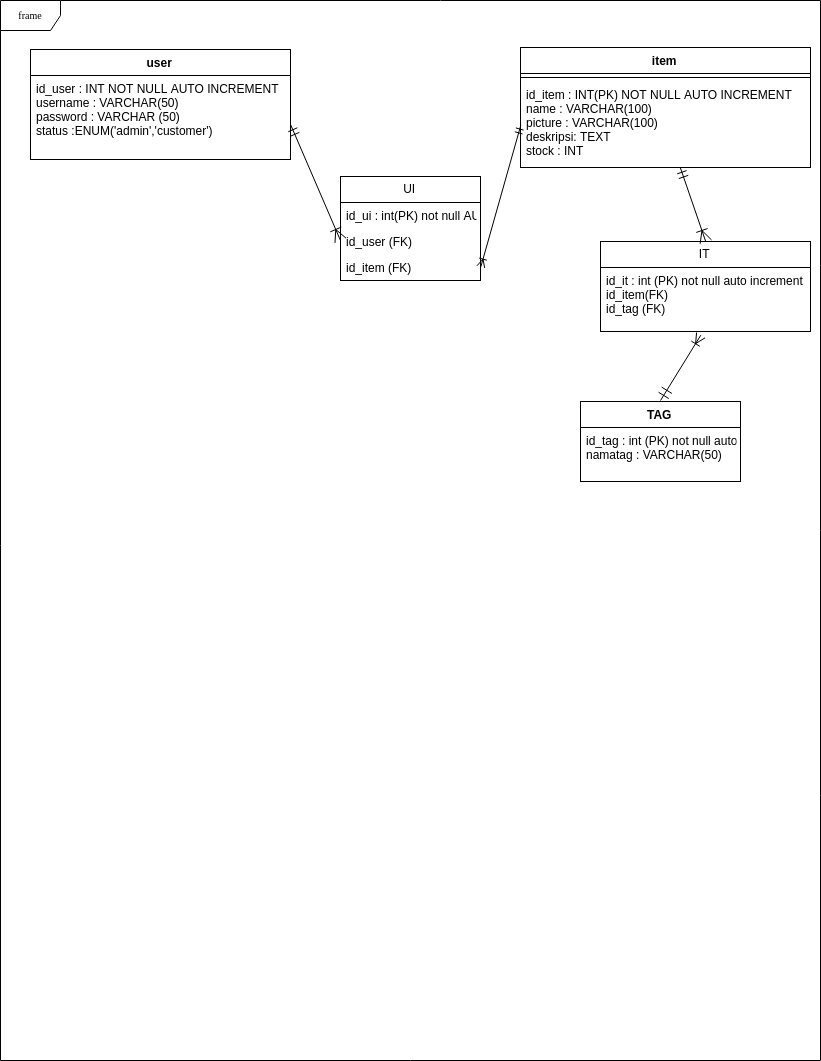 frame
user
id_user : INT NOT NULL AUTO INCREMENT
username : VARCHAR(50)
password : VARCHAR (50)
status :ENUM('admin','customer')
item
id_item : INT(PK) NOT NULL AUTO INCREMENT
name : VARCHAR(100)
picture : VARCHAR(100)
deskripsi: TEXT
stock : INT
UI
id_ui : int(PK) not null AU
id_user (FK)
id_item (FK)
IT
id_it : int (PK) not null auto increment
id_item(FK)
id_tag (FK)
TAG
id_tag : int (PK) not null auto
namatag : VARCHAR(50)